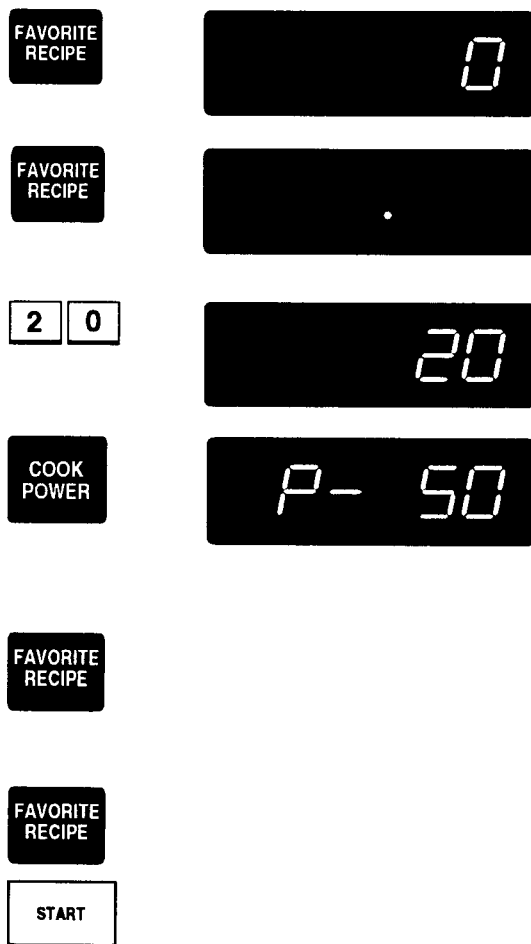 FAVORITE
RECIPE
0
FAVORITE
RECIPE
.
2 0
20
COOK
POWER
P- 50
FAVORITE
RECIPE
FAVORITE
RECIPE
START